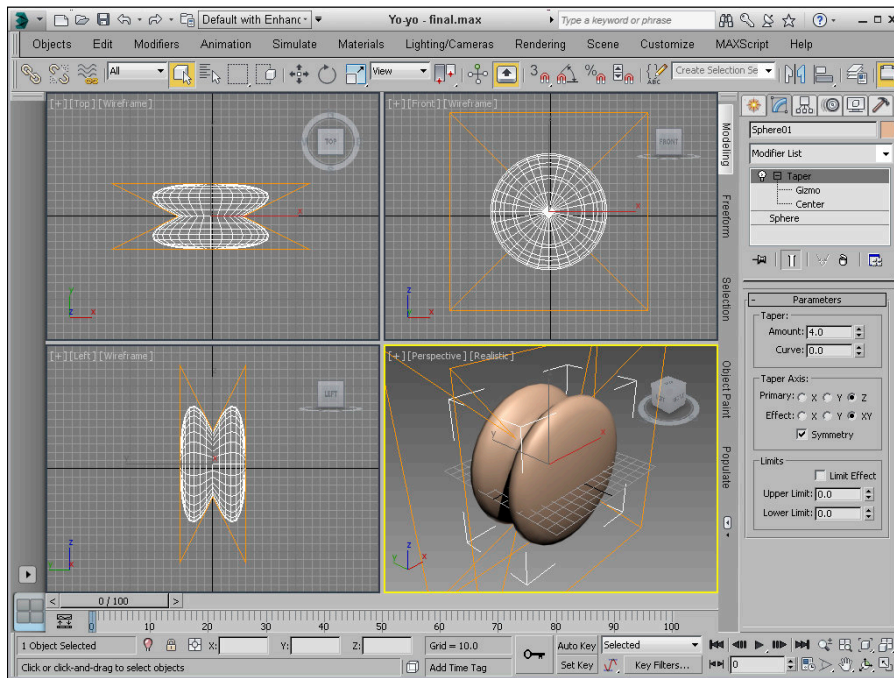 Default with Enhanc
Yo-yo - final.max
Type a keyword or phrase
Objects Edit Modifiers Animation Simulate Materials Lighting/Cameras Rendering Scene Customize MAXScript Help
All
View
3
%
ABC
Create Selection Se
[+] [Top] [Wireframe]
TOP
x
Y
Z X
[+] [Front] [Wireframe]
FRONT
Z
Y X
[+] [Left] [Wireframe]
LEFT
Z
Y
[+] [Perspective] [Realistic]
Y
X
Z
Y X
Modeling
Freeform
Selection
Object Paint
Populate
Sphere01
Modifier List
Taper
Gizmo
Center
Sphere
- Parameters
Taper:
Amount: 4.0
Curve: 0.0
Taper Axis:
Primary: X Y Z
Effect: X Y XY
Symmetry
Limits
Limit Effect
Upper Limit: 0.0
Lower Limit: 0.0
< 0 / 100 >
0 10 20 30 40 50 60 70 80 90 100
1 Object Selected X: Y: Z: Grid = 10.0 Auto Key Selected
Click or click-and-drag to select objects Add Time Tag Set Key Key Filters... 0